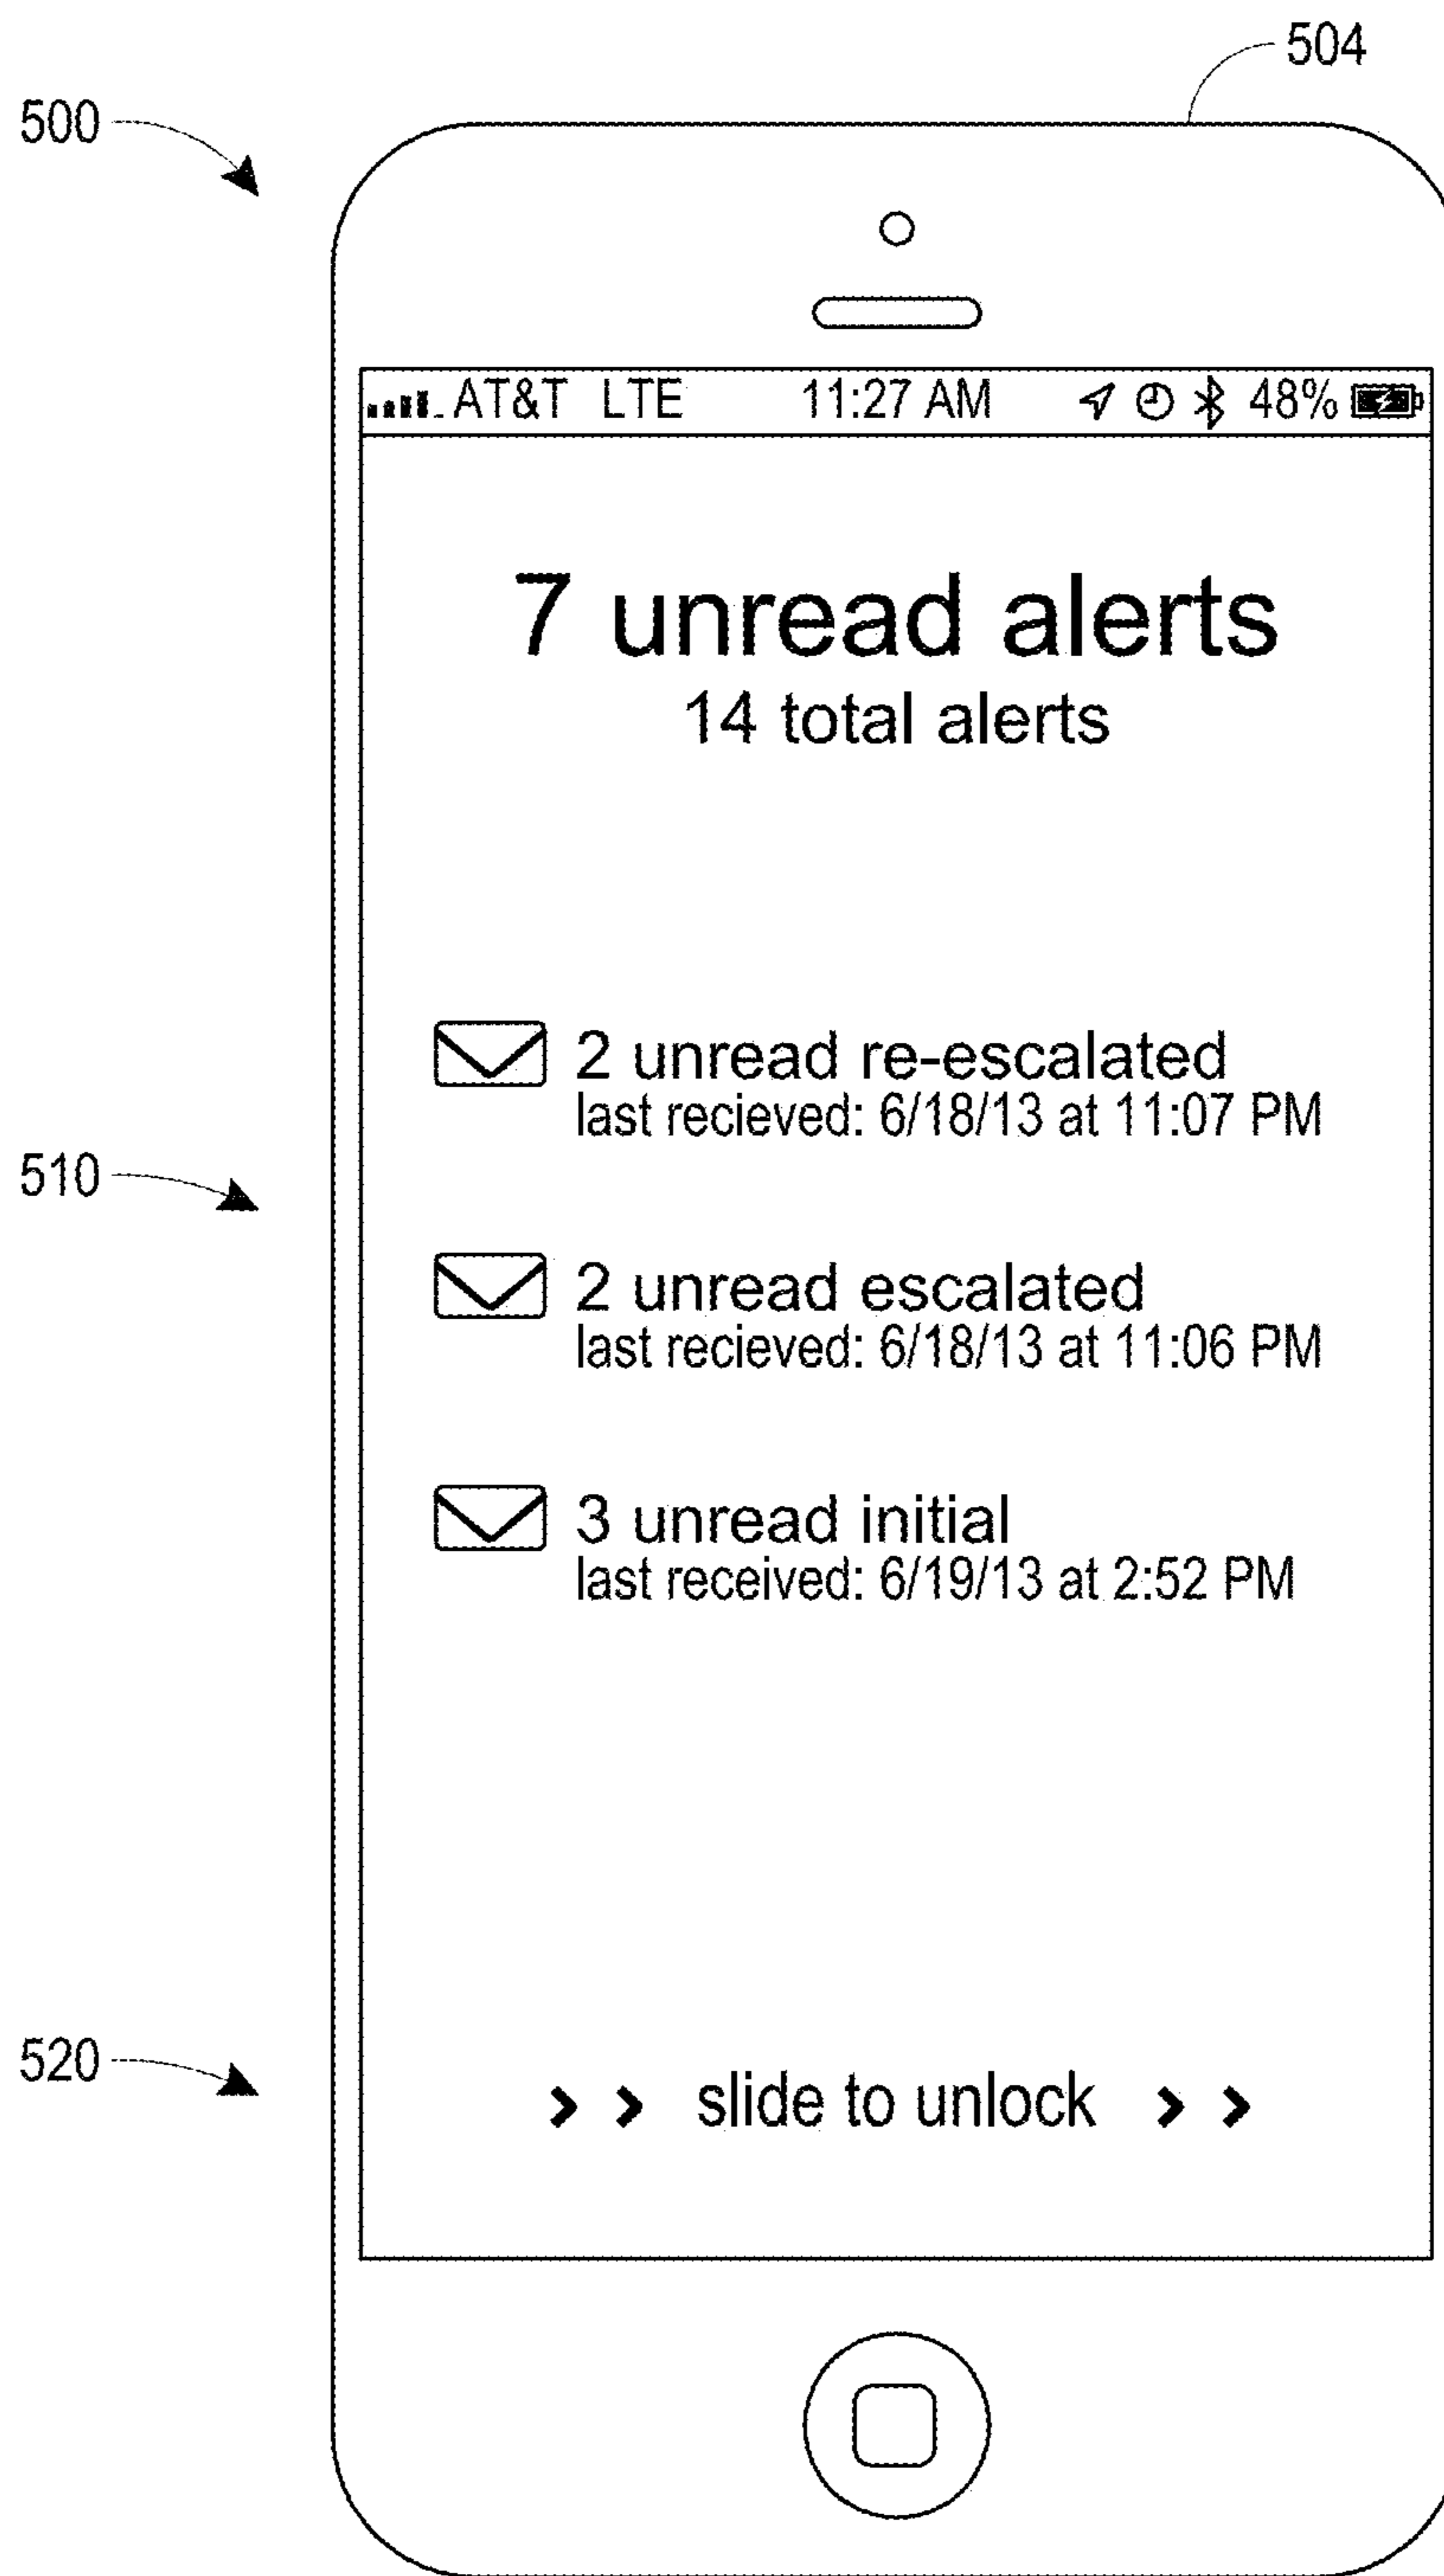 504
500
AT&T LTE 11:27 AM 48%
7 unread alerts
14 total alerts
2 unread re-escalated
last recieved: 6/18/13 at 11:07 PM
510
2 unread escalated
last recieved: 6/18/13 at 11:06 PM
3 unread initial
last received: 6/19/13 at 2:52 PM
520
> > slide to unlock > >